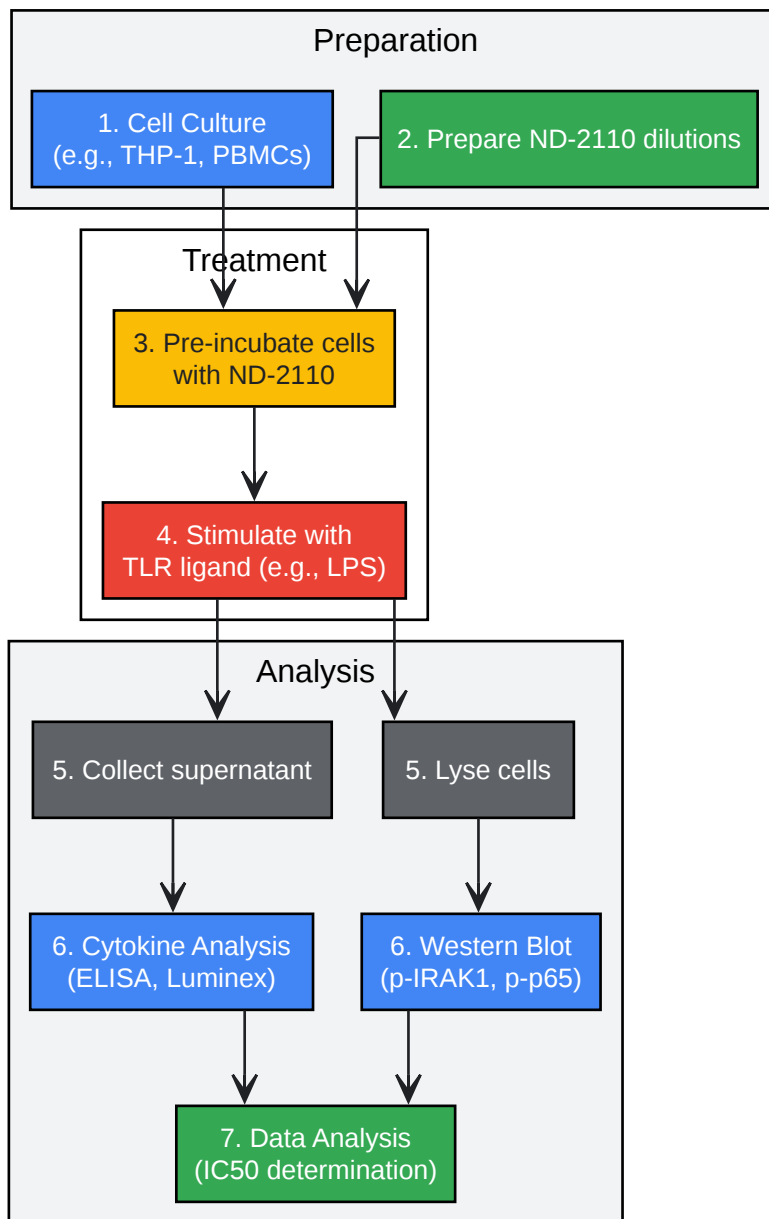 Preparation
1. Cell Culture
(e.g., THP-1, PBMCs)
2. Prepare ND-2110 dilutions
Treatment
3. Pre-incubate cells
with ND-2110
4. Stimulate with
TLR ligand (e.g., LPS)
Analysis
5. Collect supernatant
5. Lyse cells
6. Cytokine Analysis
(ELISA, Luminex)
6. Western Blot
(p-IRAK1, p-p65)
7. Data Analysis
(IC50 determination)